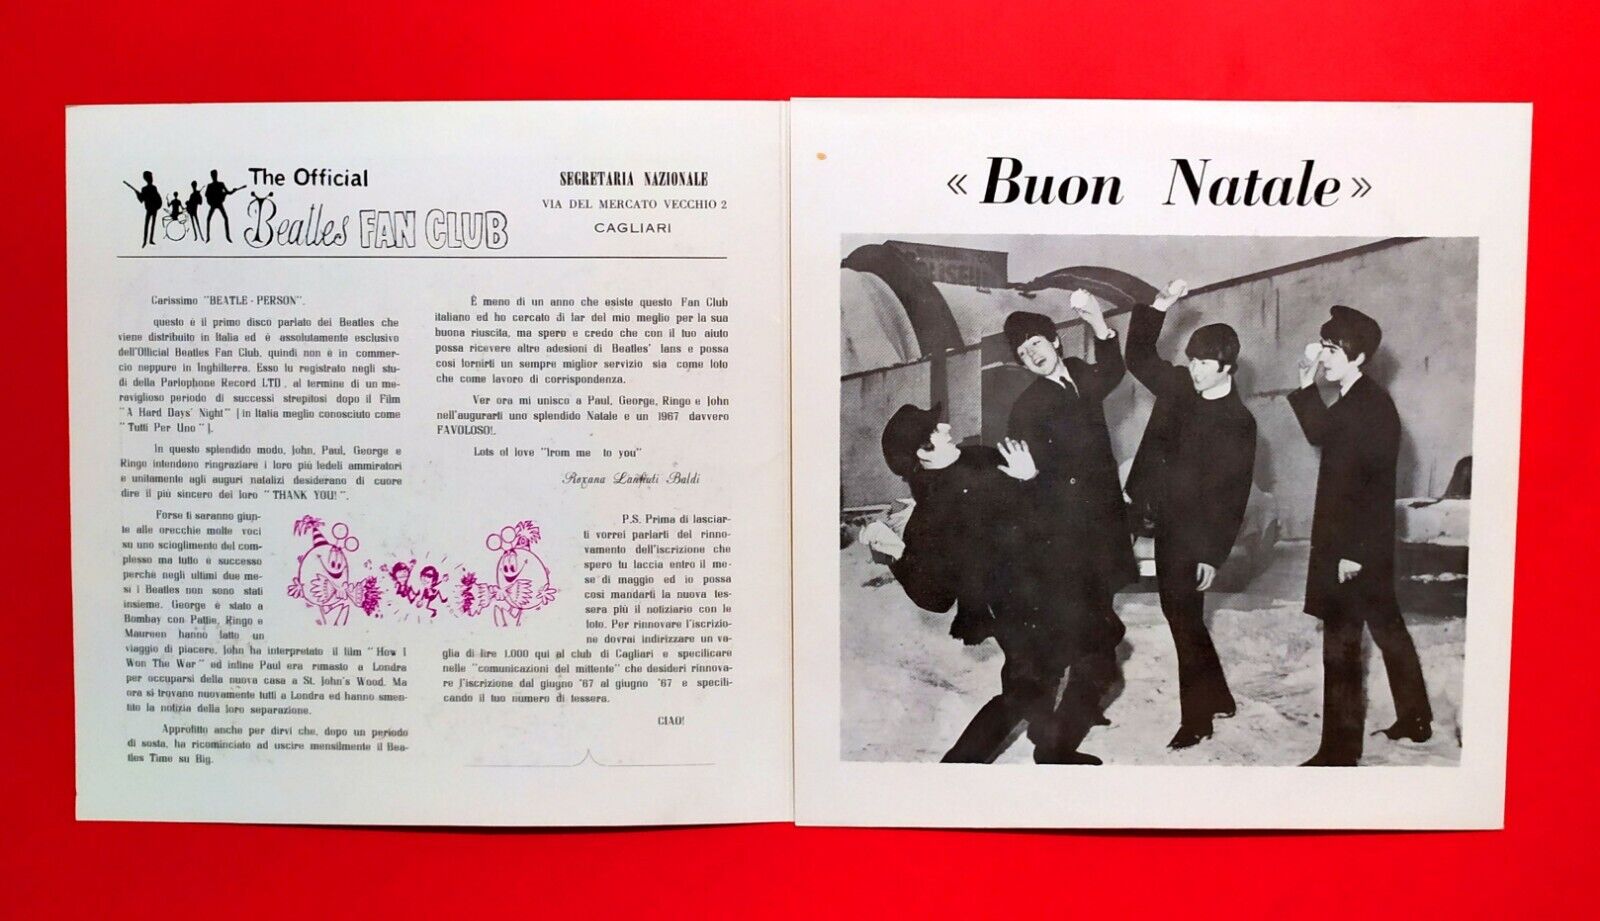 The Official
Beatles FAN CLUB
SEGRETARIA NAZIONALE
VIA DEL MERCATO VECCHIO 2
CAGLIARI
Carissimo "BEATLE - PERSON".
questo è il primo disco parlato dei Beatles che
viene distribuito in Italia ed è assolutamente esclusivo
dell'Official Beatles Fan Club, quindi non è in commer-
cio neppure in Inghilterra. Esso fu registrato negli stu-
di della Parlophone Record LTD., al termine di un me-
raviglioso periodo di successi strepitosi dopo il Film
"A Hard Days' Night" [in Italia meglio conosciuto come
"Tutti Per Uno"].
In questo splendido modo, John, Paul, George e
Ringo intendono ringraziare i loro più fedeli ammiratori
e unitamente agli auguri natalizi desiderano di cuore
dire il più sincero dei loro "THANK YOU!".
Forse ti saranno giun-
te alle orecchie molte voci
su uno scioglimento del com-
plesso ma tutto è successo
perchè negli ultimi due me-
si i Beatles non sono stati
insieme. George è stato a
Bombay con Pattie, Ringo e
Maureen hanno fatto un
viaggio di piacere, John ha interpretato il film "How I
Won The War" ed infine Paul era rimasto a Londra
per occuparsi della nuova casa a St. John's Wood. Ma
ora si trovano nuovamente tutti a Londra ed hanno smen-
tito la notizia della loro separazione.
Approfitto anche per dirvi che, dopo un periodo
di sosta, ha ricominciato ad uscire mensilmente il Bea-
tles Time su Big.
È meno di un anno che esiste questo Fan Club
italiano ed ho cercato di far del mio meglio per la sua
buona riuscita, ma spero e credo che con il tuo aiuto
possa ricevere altre adesioni di Beatles' fans e possa
così fornirti un sempre miglior servizio sia come foto
che come lavoro di corrispondenza.
Ver ora mi unisco a Paul, George, Ringo e John
nell'augurarti uno splendido Natale e un 1967 davvero
FAVOLOSO!.
Lots of love "from me to you"
Roxana Lantiuti Baldi
P.S. Prima di lasciar-
ti vorrei parlarti del rinno-
vamento dell'iscrizione che
spero tu faccia entro il me-
se di maggio ed io possa
così mandarti la nuova tes-
sera più il notiziario con le
foto. Per rinnovare l'iscrizio-
ne dovrai indirizzare un va-
glia di lire 1.000 qui al club di Cagliari e specificare
nelle "comunicazioni del mittente" che desideri rinnova-
re l'iscrizione dal giugno '67 al giugno '67 e specifi-
cando il tuo numero di tessera.
CIAO!
« Buon Natale »